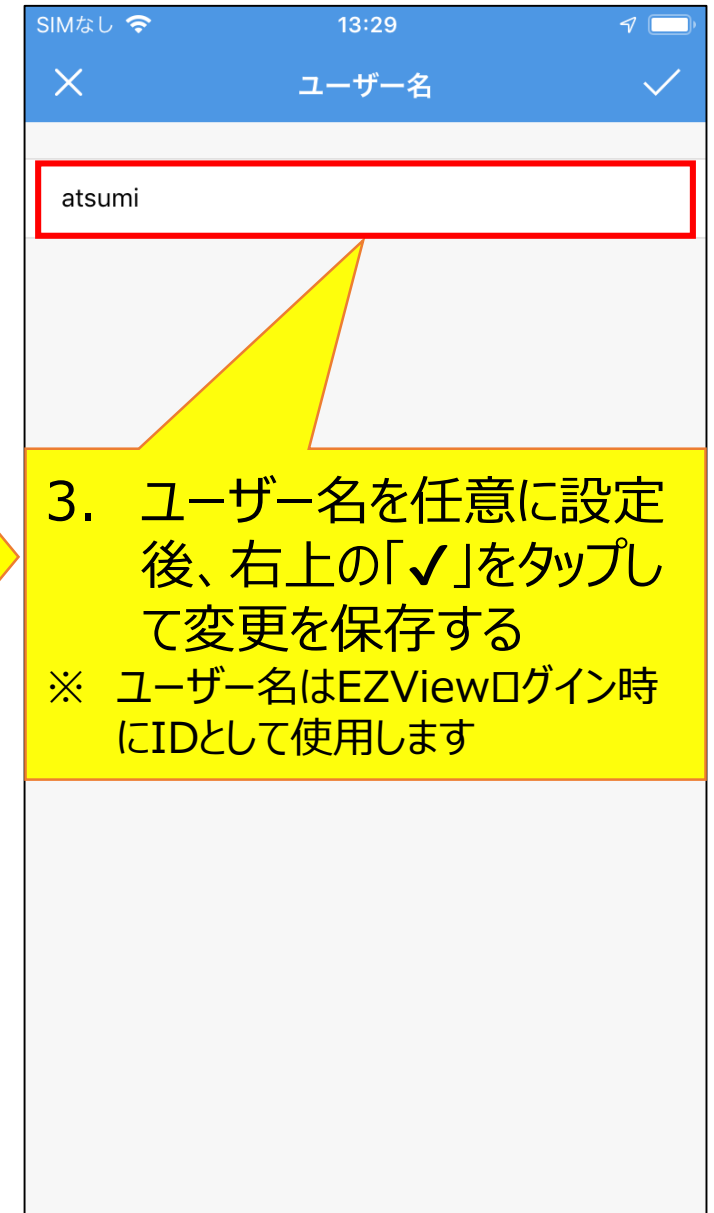 SIMなし 13:29
ユーザー名
atsumi
3. ユーザー名を任意に設定
後、右上の「✔」をタップし
て変更を保存する
※ ユーザー名はEZViewログイン時
にIDとして使用します